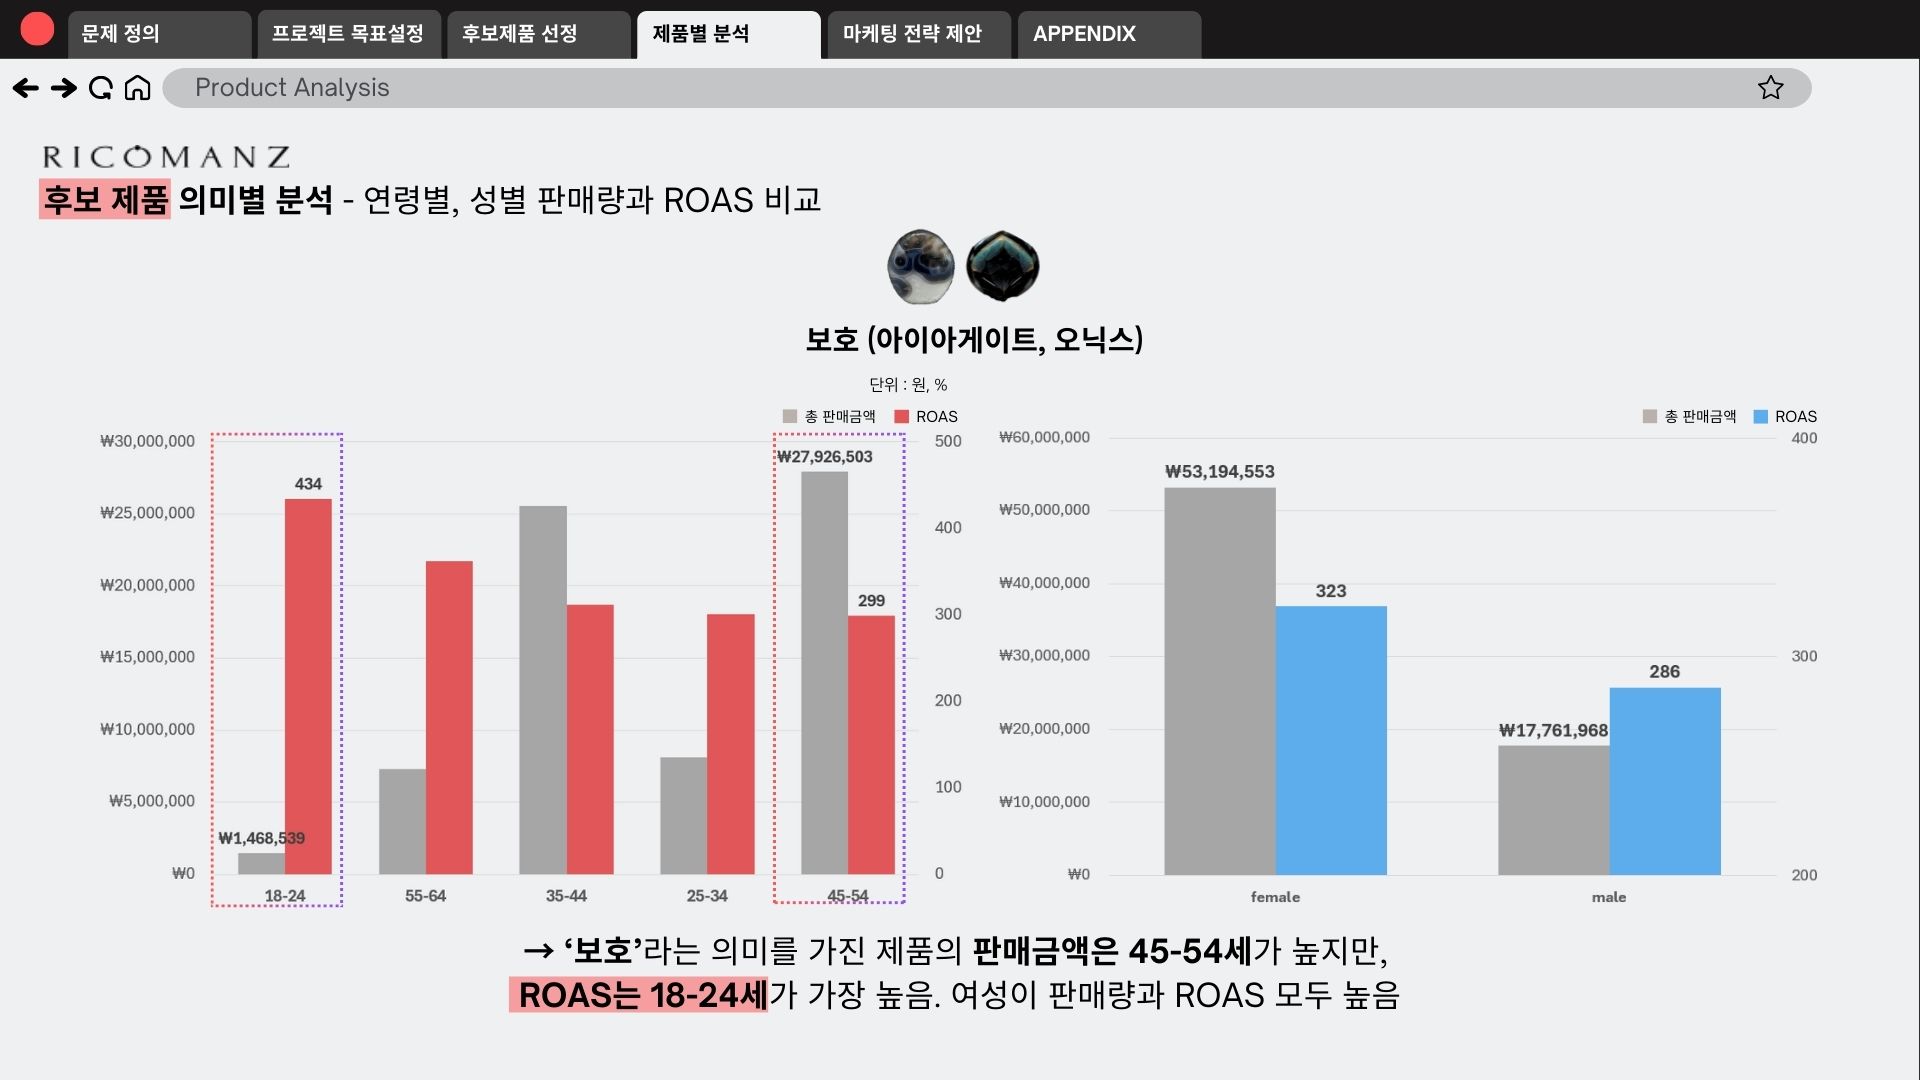 문제 정의
프로젝트 목표설정
후보제품 선정
제품별 분석
마케팅 전략 제안
APPENDIX
Product Analysis
RICOMANZ
후보 제품 의미별 분석 - 연령별, 성별 판매량과 ROAS 비교
보호 (아이아게이트, 오닉스)
단위 : 원, %
총 판매금액 ROAS
₩30,000,000
₩25,000,000
₩20,000,000
₩15,000,000
₩10,000,000
₩5,000,000
₩0
434
₩1,468,539
₩27,926,503
299
500
400
300
200
100
0
18-24 55-64 35-44 25-34 45-54
총 판매금액 ROAS
₩60,000,000
₩50,000,000
₩40,000,000
₩30,000,000
₩20,000,000
₩10,000,000
₩0
₩53,194,553
323
₩17,761,968
286
400
300
200
female male
→ ‘보호’라는 의미를 가진 제품의 판매금액은 45-54세가 높지만,
ROAS는 18-24세가 가장 높음. 여성이 판매량과 ROAS 모두 높음